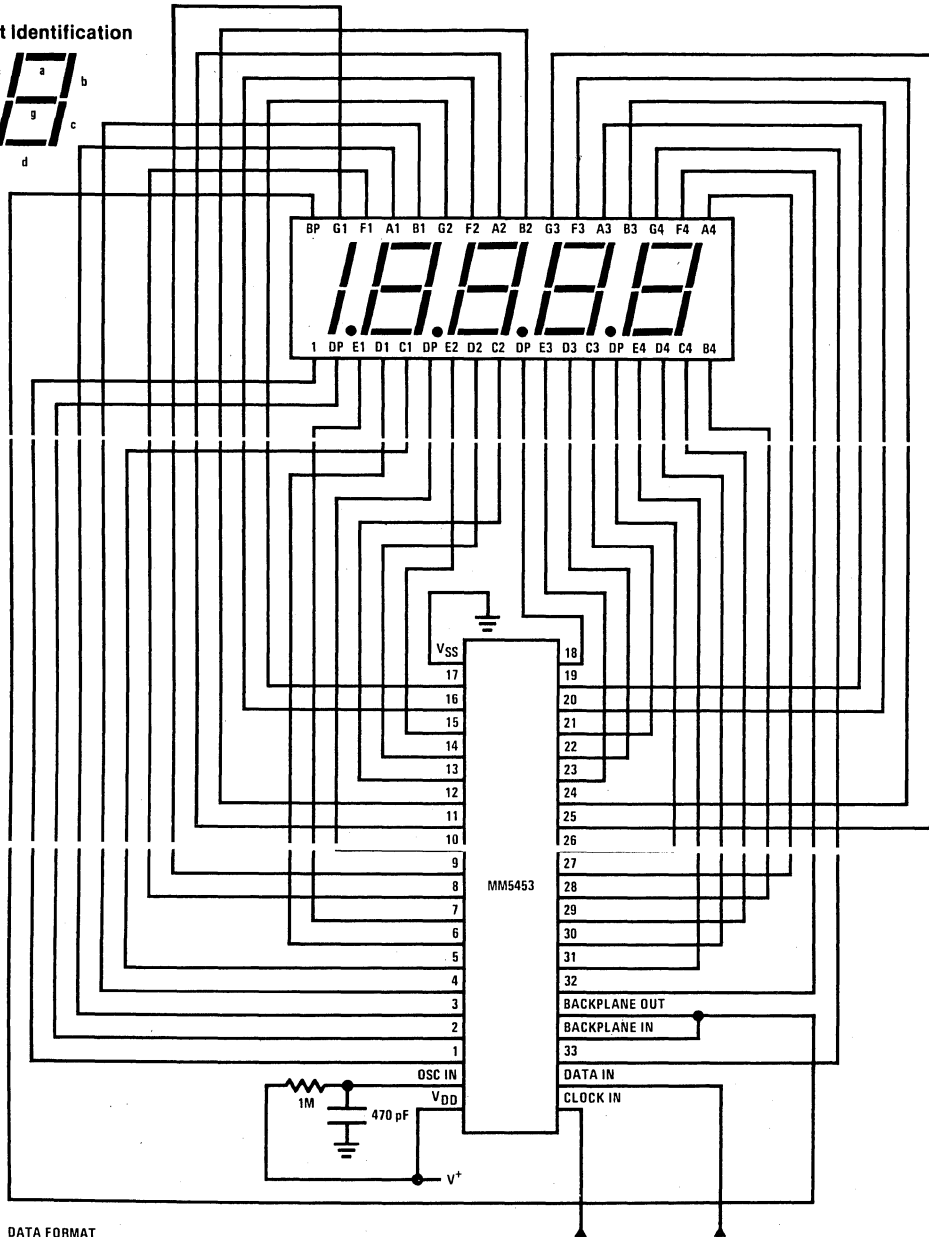 t Identification
a
b
g
c
d
BP G1 F1 A1 B1 G2 F2 A2 B2 G3 F3 A3 B3 G4 F4 A4
1 DP E1 D1 C1 DP E2 D2 C2 DP E3 D3 C3 DP E4 D4 C4 B4
VSS 18
17 19
16 20
15 21
14 22
13 23
12 24
11 25
10 26
9 27
MM5453
8 28
7 29
6 30
5 31
4 32
3 BACKPLANE OUT
2 BACKPLANE IN
1 33
OSC IN DATA IN
1M
VDD CLOCK IN
470 pF
V+
DATA FORMAT